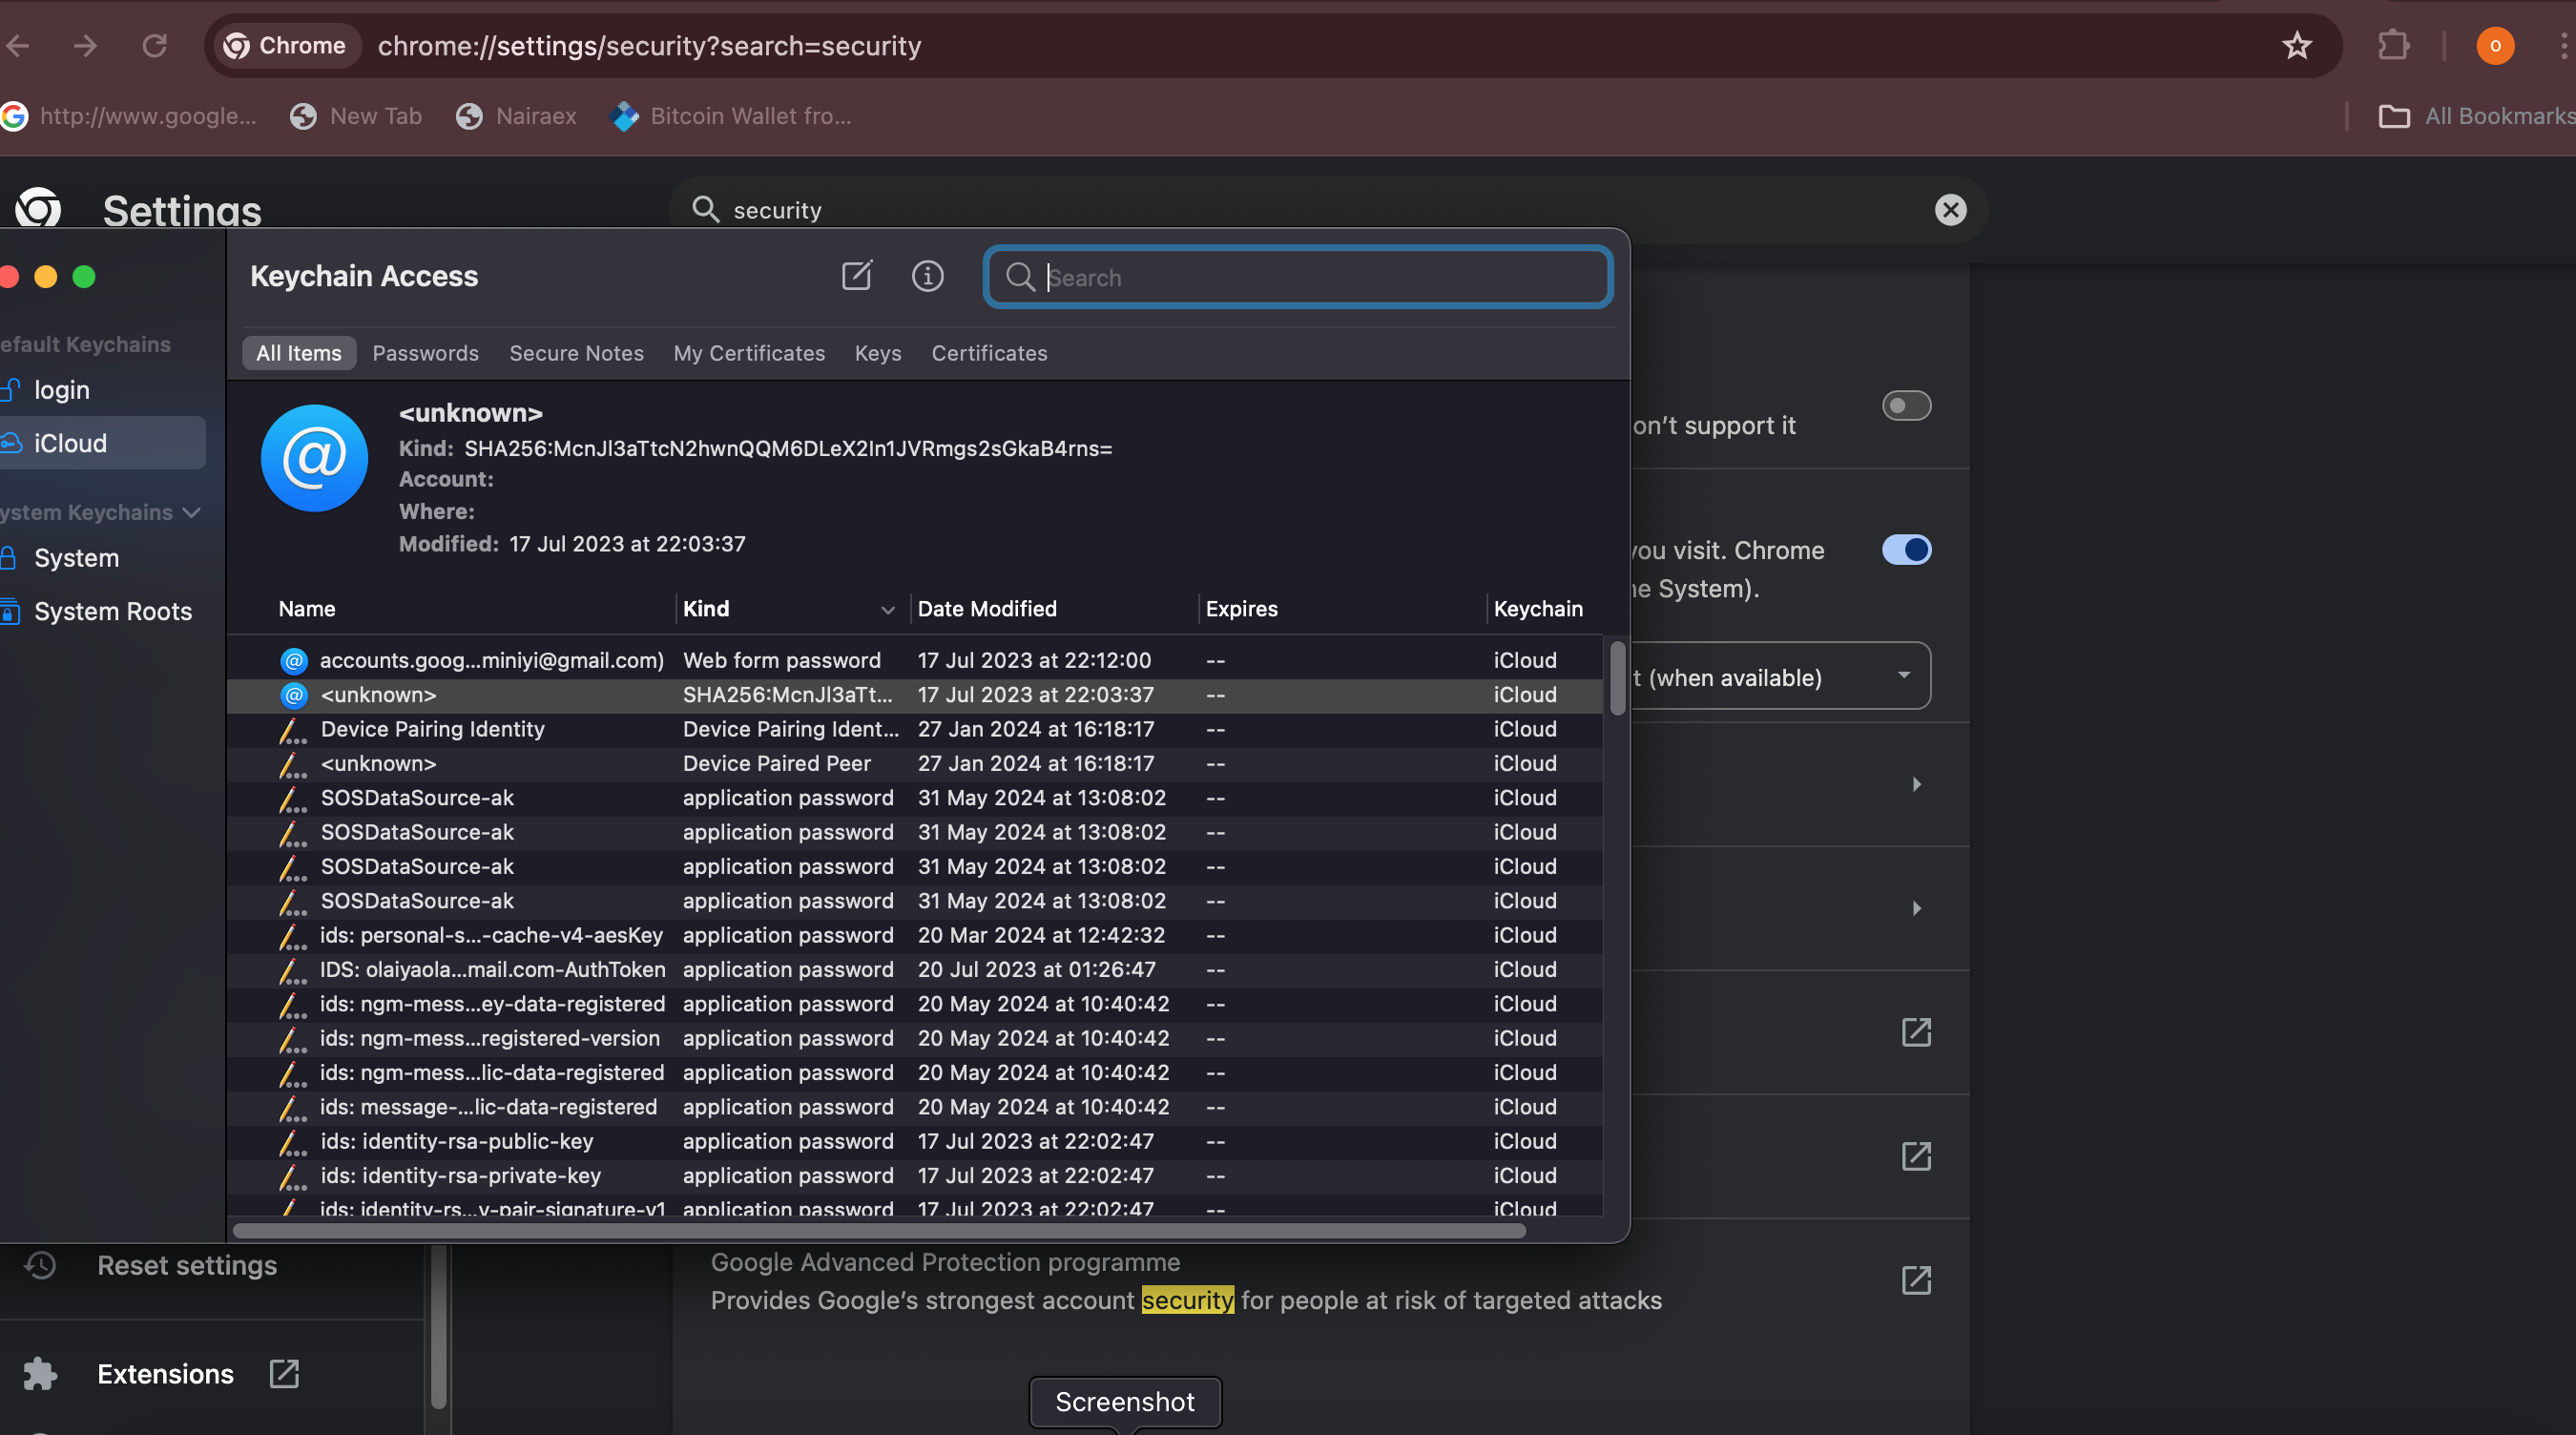 Chrome chrome://settings/security?search=security o
http://www.google... New Tab Nairaex Bitcoin Wallet fro... All Bookmarks
Settings security
Keychain Access Search
All Items Passwords Secure Notes My Certificates Keys Certificates
efault Keychains
login
iCloud
ystem Keychains
System
System Roots
<unknown>
Kind: SHA256:McnJl3aTtcN2hwnQQM6DLeX2In1JVRmgs2sGkaB4rns=
Account:
Where:
Modified: 17 Jul 2023 at 22:03:37
Name Kind Date Modified Expires Keychain
accounts.goog...miniyi@gmail.com) Web form password 17 Jul 2023 at 22:12:00 -- iCloud
<unknown> SHA256:McnJl3aTt... 17 Jul 2023 at 22:03:37 -- iCloud
Device Pairing Identity Device Pairing Ident... 27 Jan 2024 at 16:18:17 -- iCloud
<unknown> Device Paired Peer 27 Jan 2024 at 16:18:17 -- iCloud
SOSDataSource-ak application password 31 May 2024 at 13:08:02 -- iCloud
SOSDataSource-ak application password 31 May 2024 at 13:08:02 -- iCloud
SOSDataSource-ak application password 31 May 2024 at 13:08:02 -- iCloud
SOSDataSource-ak application password 31 May 2024 at 13:08:02 -- iCloud
ids: personal-s...-cache-v4-aesKey application password 20 Mar 2024 at 12:42:32 -- iCloud
IDS: olaiyaola...mail.com-AuthToken application password 20 Jul 2023 at 01:26:47 -- iCloud
ids: ngm-mess...ey-data-registered application password 20 May 2024 at 10:40:42 -- iCloud
ids: ngm-mess...registered-version application password 20 May 2024 at 10:40:42 -- iCloud
ids: ngm-mess...lic-data-registered application password 20 May 2024 at 10:40:42 -- iCloud
ids: message-...lic-data-registered application password 20 May 2024 at 10:40:42 -- iCloud
ids: identity-rsa-public-key application password 17 Jul 2023 at 22:02:47 -- iCloud
ids: identity-rsa-private-key application password 17 Jul 2023 at 22:02:47 -- iCloud
ids: identity-rs...y-pair-signature-v1 application password 17 Jul 2023 at 22:02:47 -- iCloud
on't support it
you visit. Chrome
e System).
t (when available)
Reset settings
Extensions
Google Advanced Protection programme
Provides Google's strongest account security for people at risk of targeted attacks
Screenshot